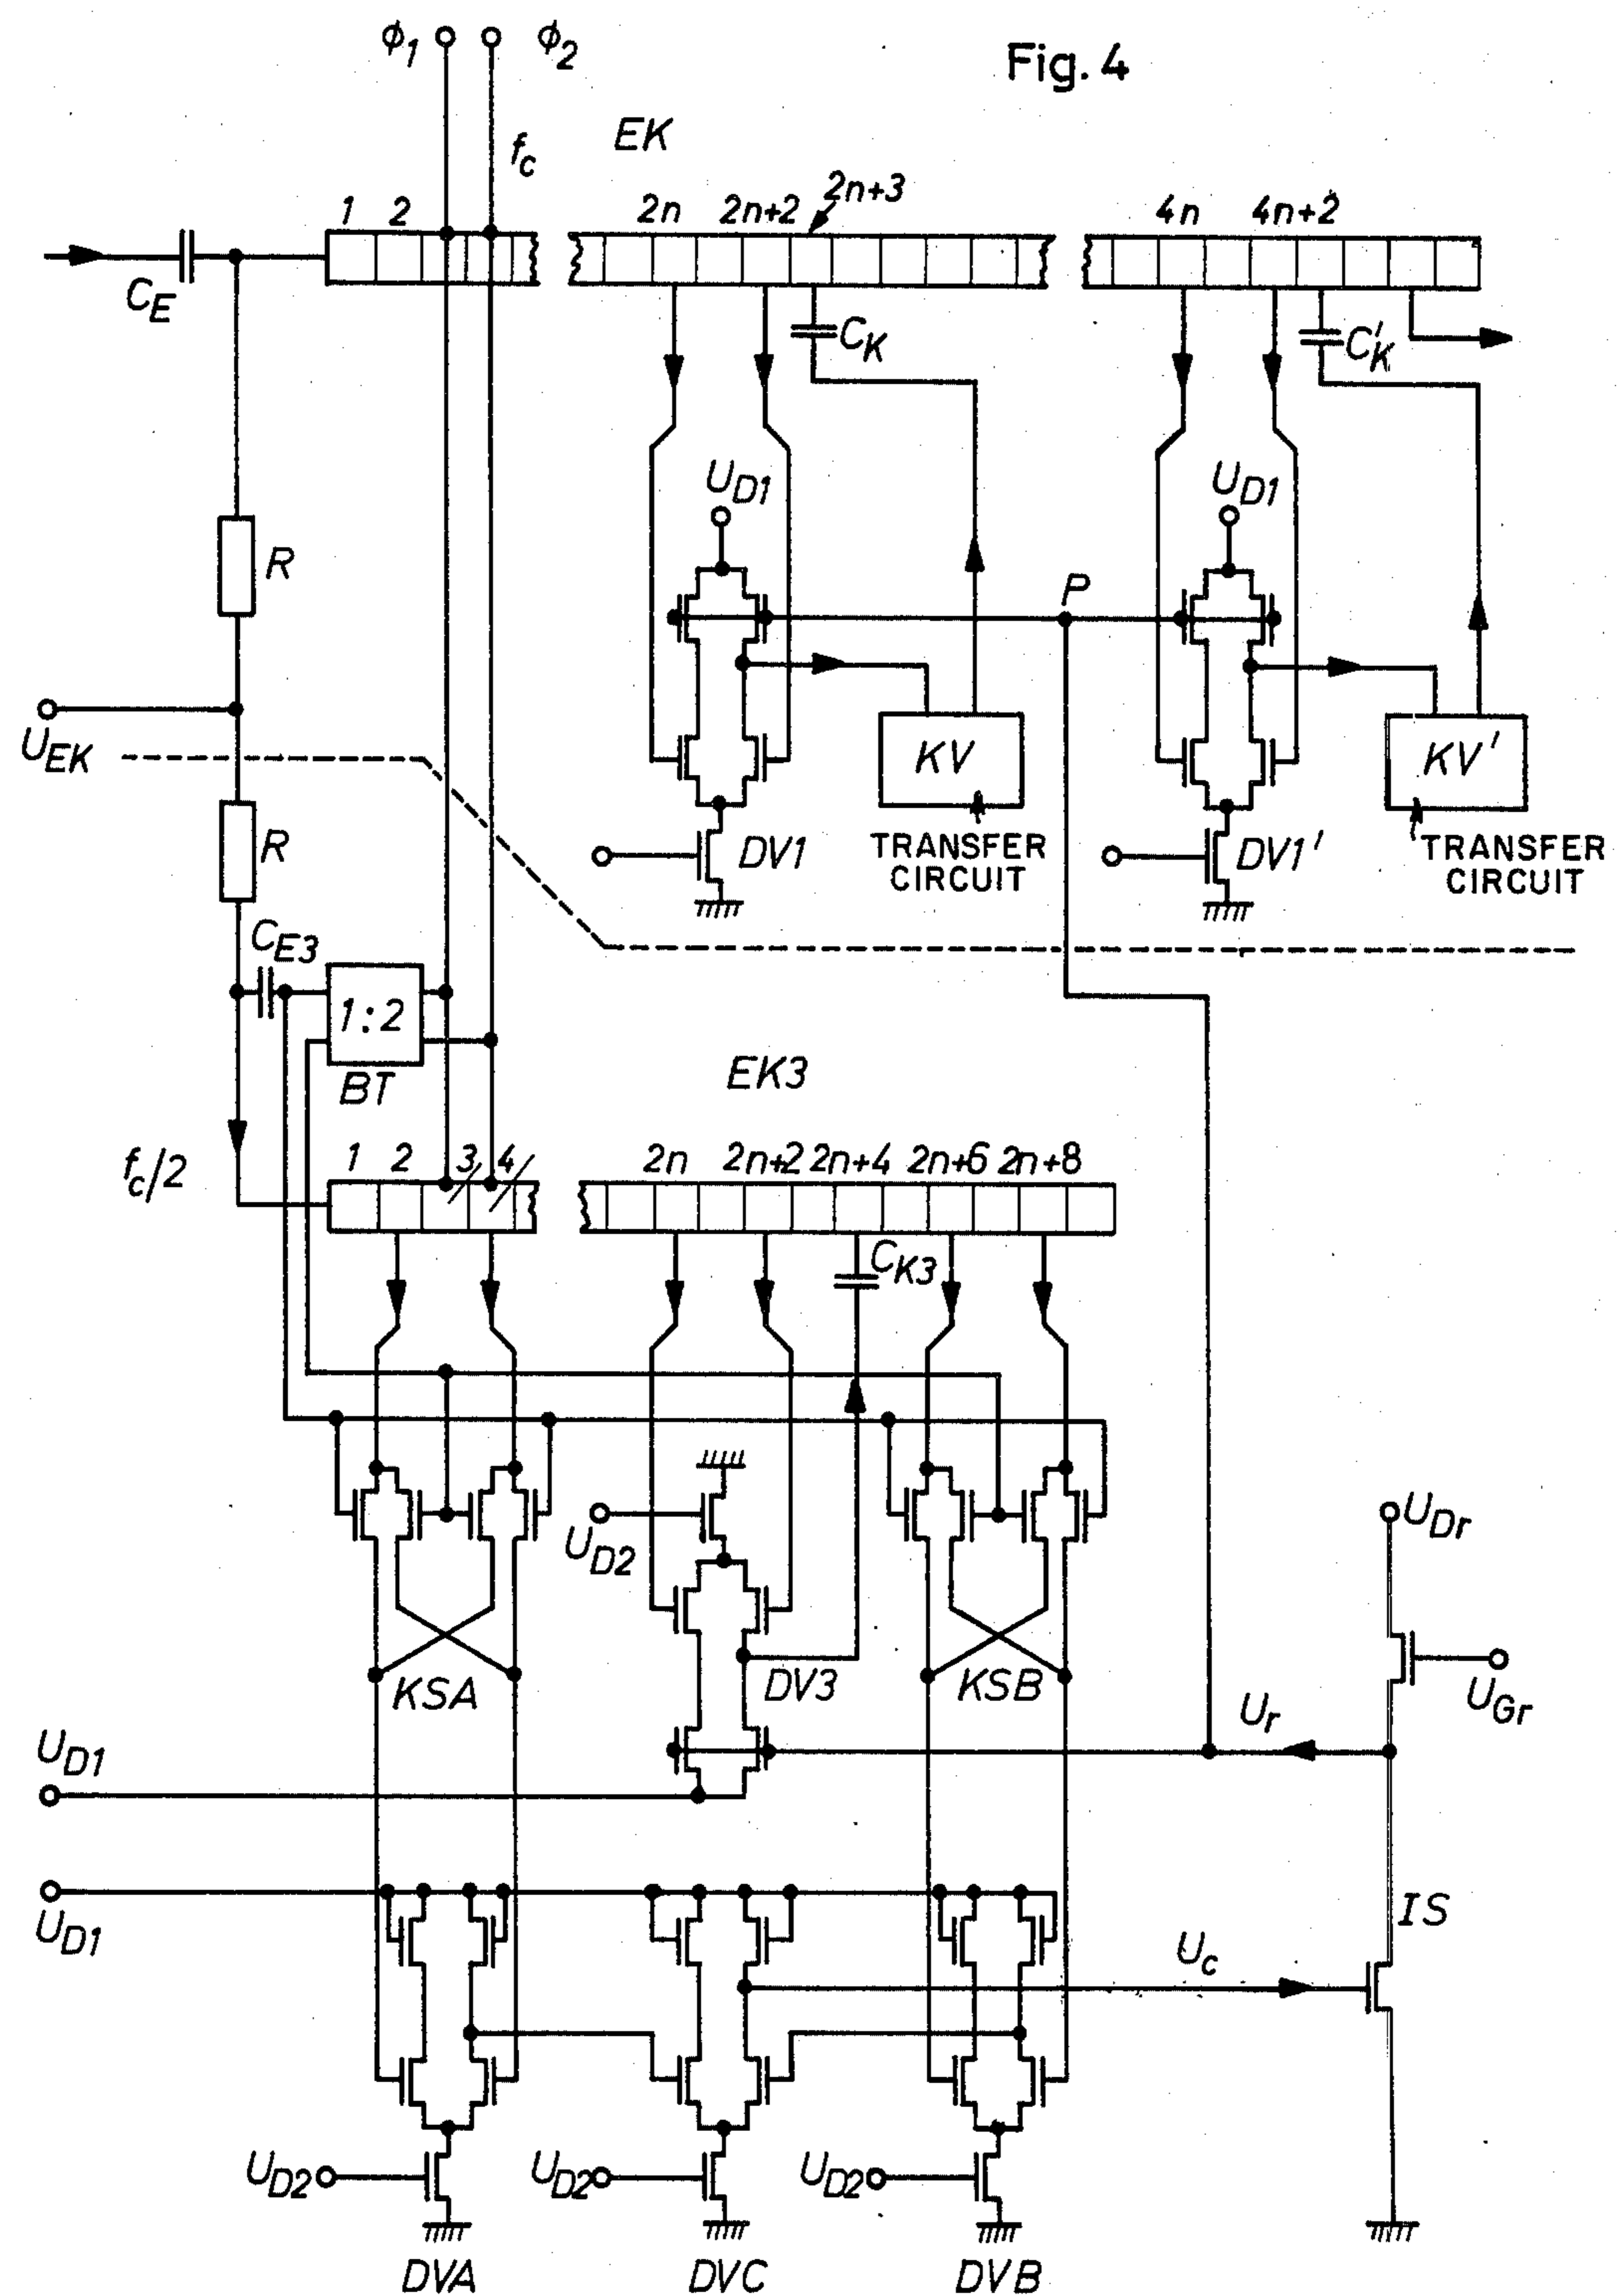 Fig. 4
ϕ1 ϕ2
fc
EK
1 2 2n 2n+2 2n+3 4n 4n+2
CE
CK C'K
UD1 UD1
R
P
UEK
KV KV'
R
DV1 TRANSFER CIRCUIT DV1' TRANSFER CIRCUIT
CE3
1:2
BT
EK3
fc/2
1 2 3 4 2n 2n+2 2n+4 2n+6 2n+8
CK3
UD2
UDr
KSA DV3 KSB
UGr
Ur
UD1
UD1
IS
Uc
UD2 UD2 UD2
DVA DVC DVB